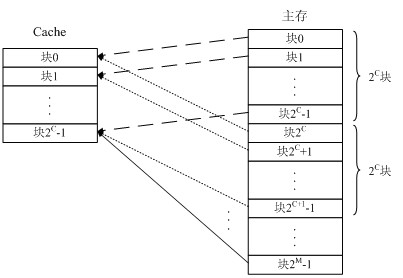 Cache
块0
块1
⋮
块2^C-1
主存
块0
块1
⋮
块2^C-1
块2^C
块2^C+1
⋮
块2^{C+1}-1
⋮
块2^M-1
2^C块
2^C块
⋮